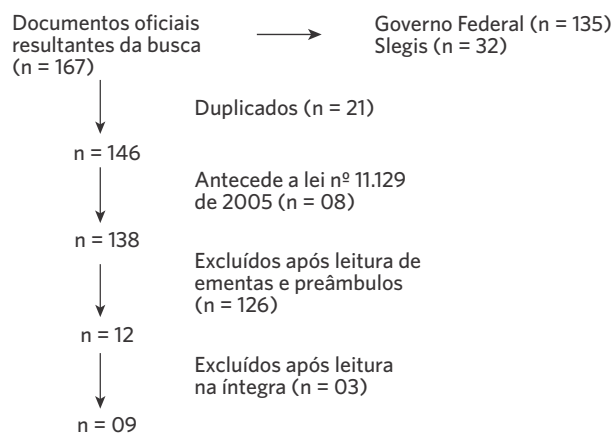 Documentos oficiais
resultantes da busca
(n = 167)
Governo Federal (n = 135)
Slegis (n = 32)
Duplicados (n = 21)
n = 146
Antecede a lei nº 11.129
de 2005 (n = 08)
n = 138
Excluídos após leitura de
ementas e preâmbulos
(n = 126)
n = 12
Excluídos após leitura
na íntegra (n = 03)
n = 09